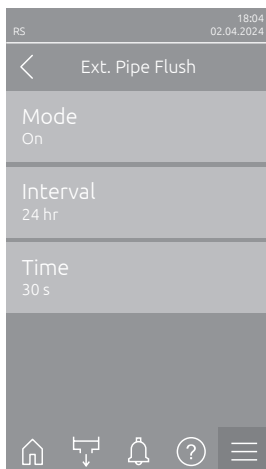 18:04
RS
02.04.2024
Ext. Pipe Flush
Mode
On
Interval
24 hr
Time
30 s
?